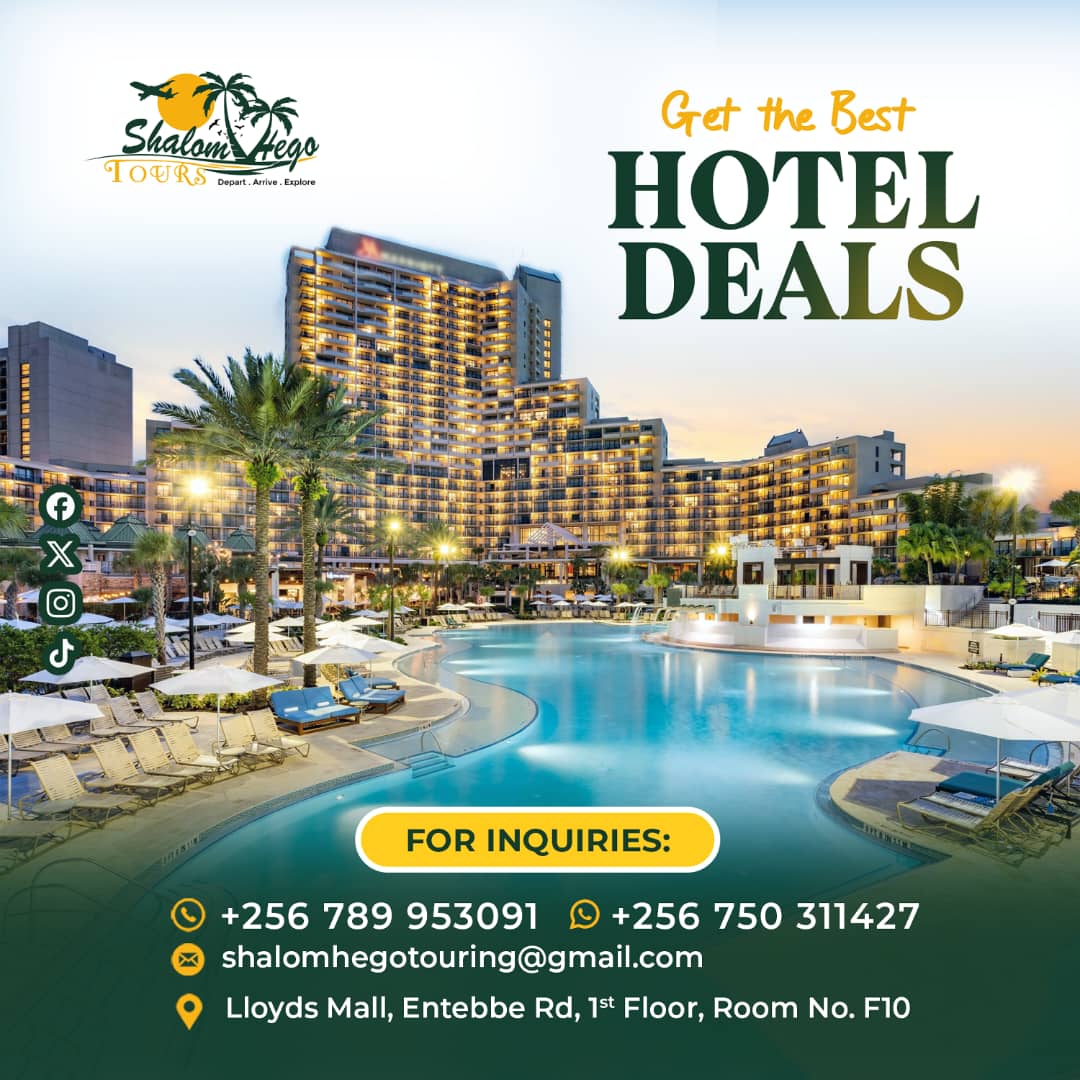 Shalom Hego
TOURS
Depart . Arrive . Explore
Get the Best
HOTEL
DEALS
FOR INQUIRIES:
+256 789 953091 +256 750 311427
shalomhegotouring@gmail.com
Lloyds Mall, Entebbe Rd, 1st Floor, Room No. F10